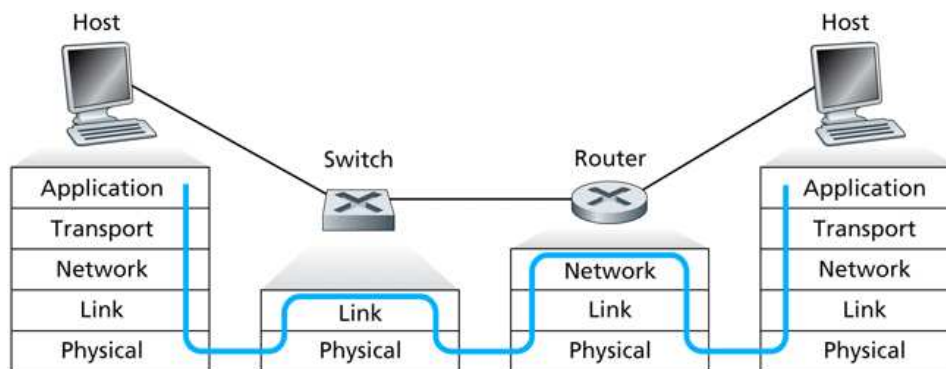 Host
Host
Switch
Router
Application
Transport
Network
Link
Physical
Link
Physical
Network
Link
Physical
Application
Transport
Network
Link
Physical